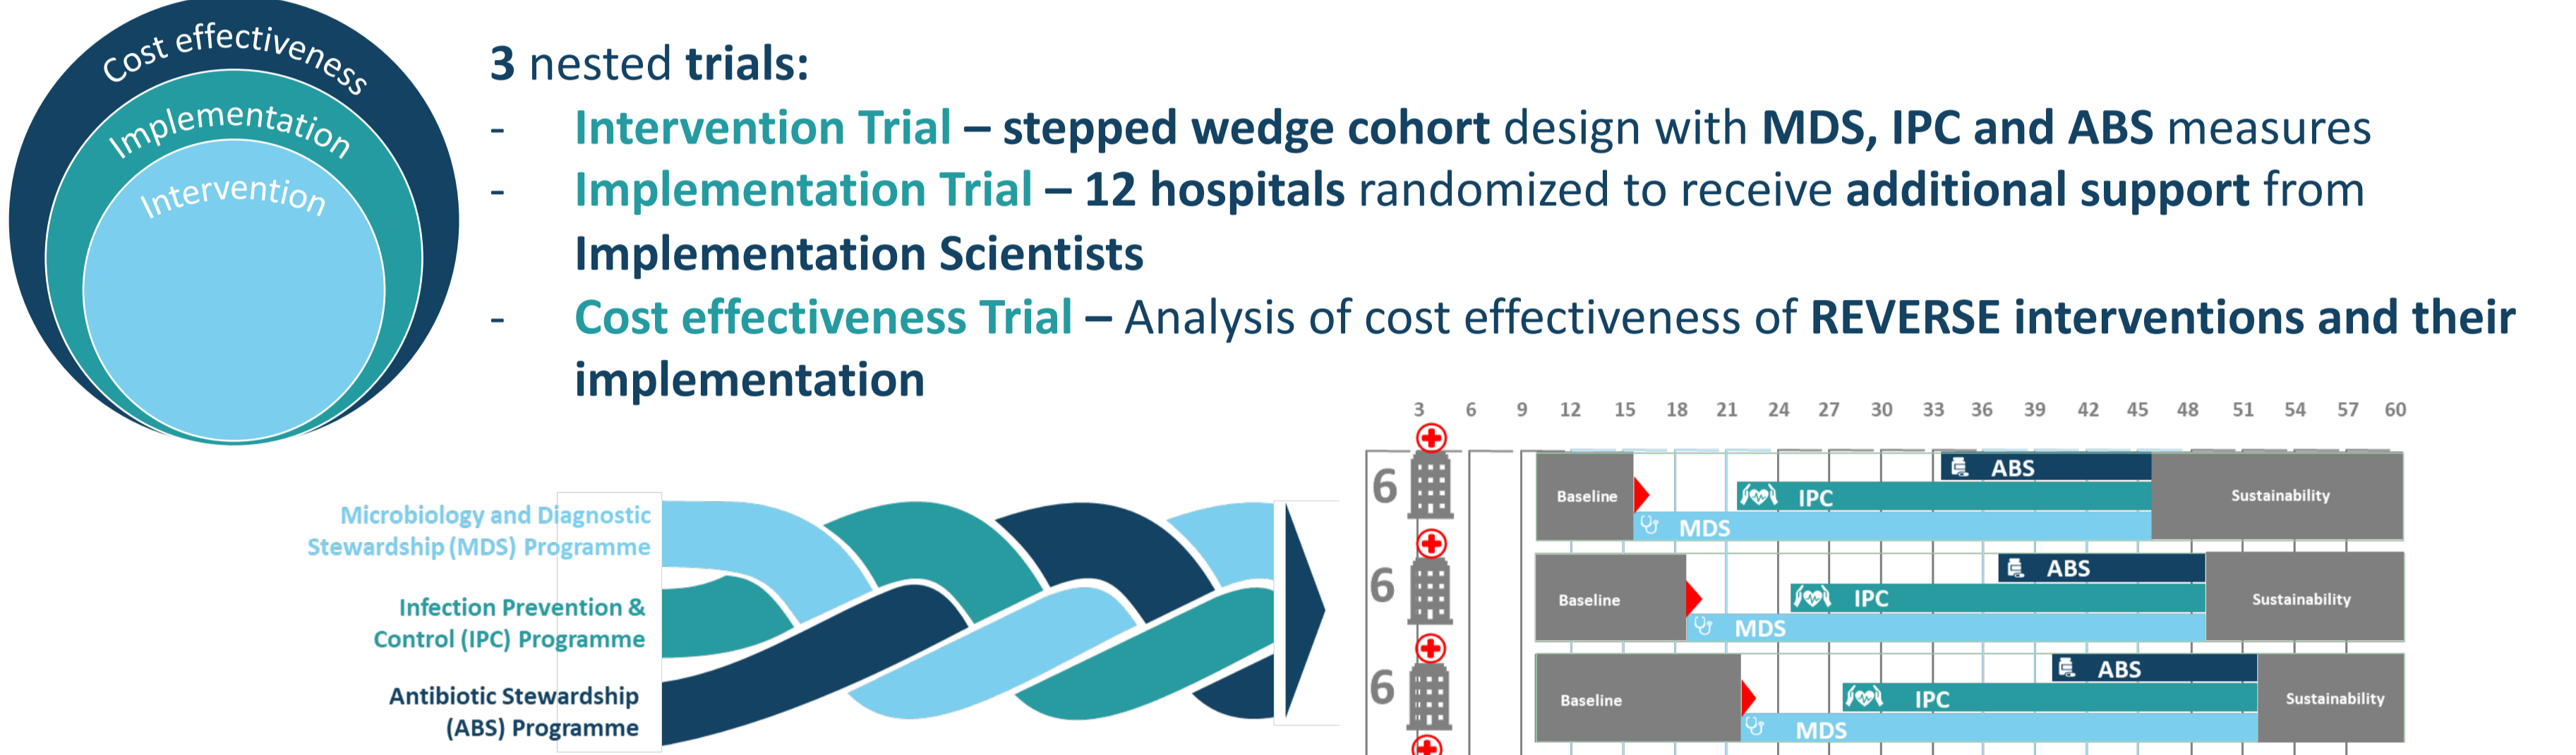 Cost effectiveness
Implementation
Intervention
3 nested trials:
- Intervention Trial – stepped wedge cohort design with MDS, IPC and ABS measures
- Implementation Trial – 12 hospitals randomized to receive additional support from
Implementation Scientists
- Cost effectiveness Trial – Analysis of cost effectiveness of REVERSE interventions and their
implementation
Microbiology and Diagnostic
Stewardship (MDS) Programme
Infection Prevention &
Control (IPC) Programme
Antibiotic Stewardship
(ABS) Programme
3 6 9 12 15 18 21 24 27 30 33 36 39 42 45 48 51 54 57 60
6
Baseline
ABS
IPC
MDS
Sustainability
6
Baseline
ABS
IPC
MDS
Sustainability
6
Baseline
ABS
IPC
MDS
Sustainability